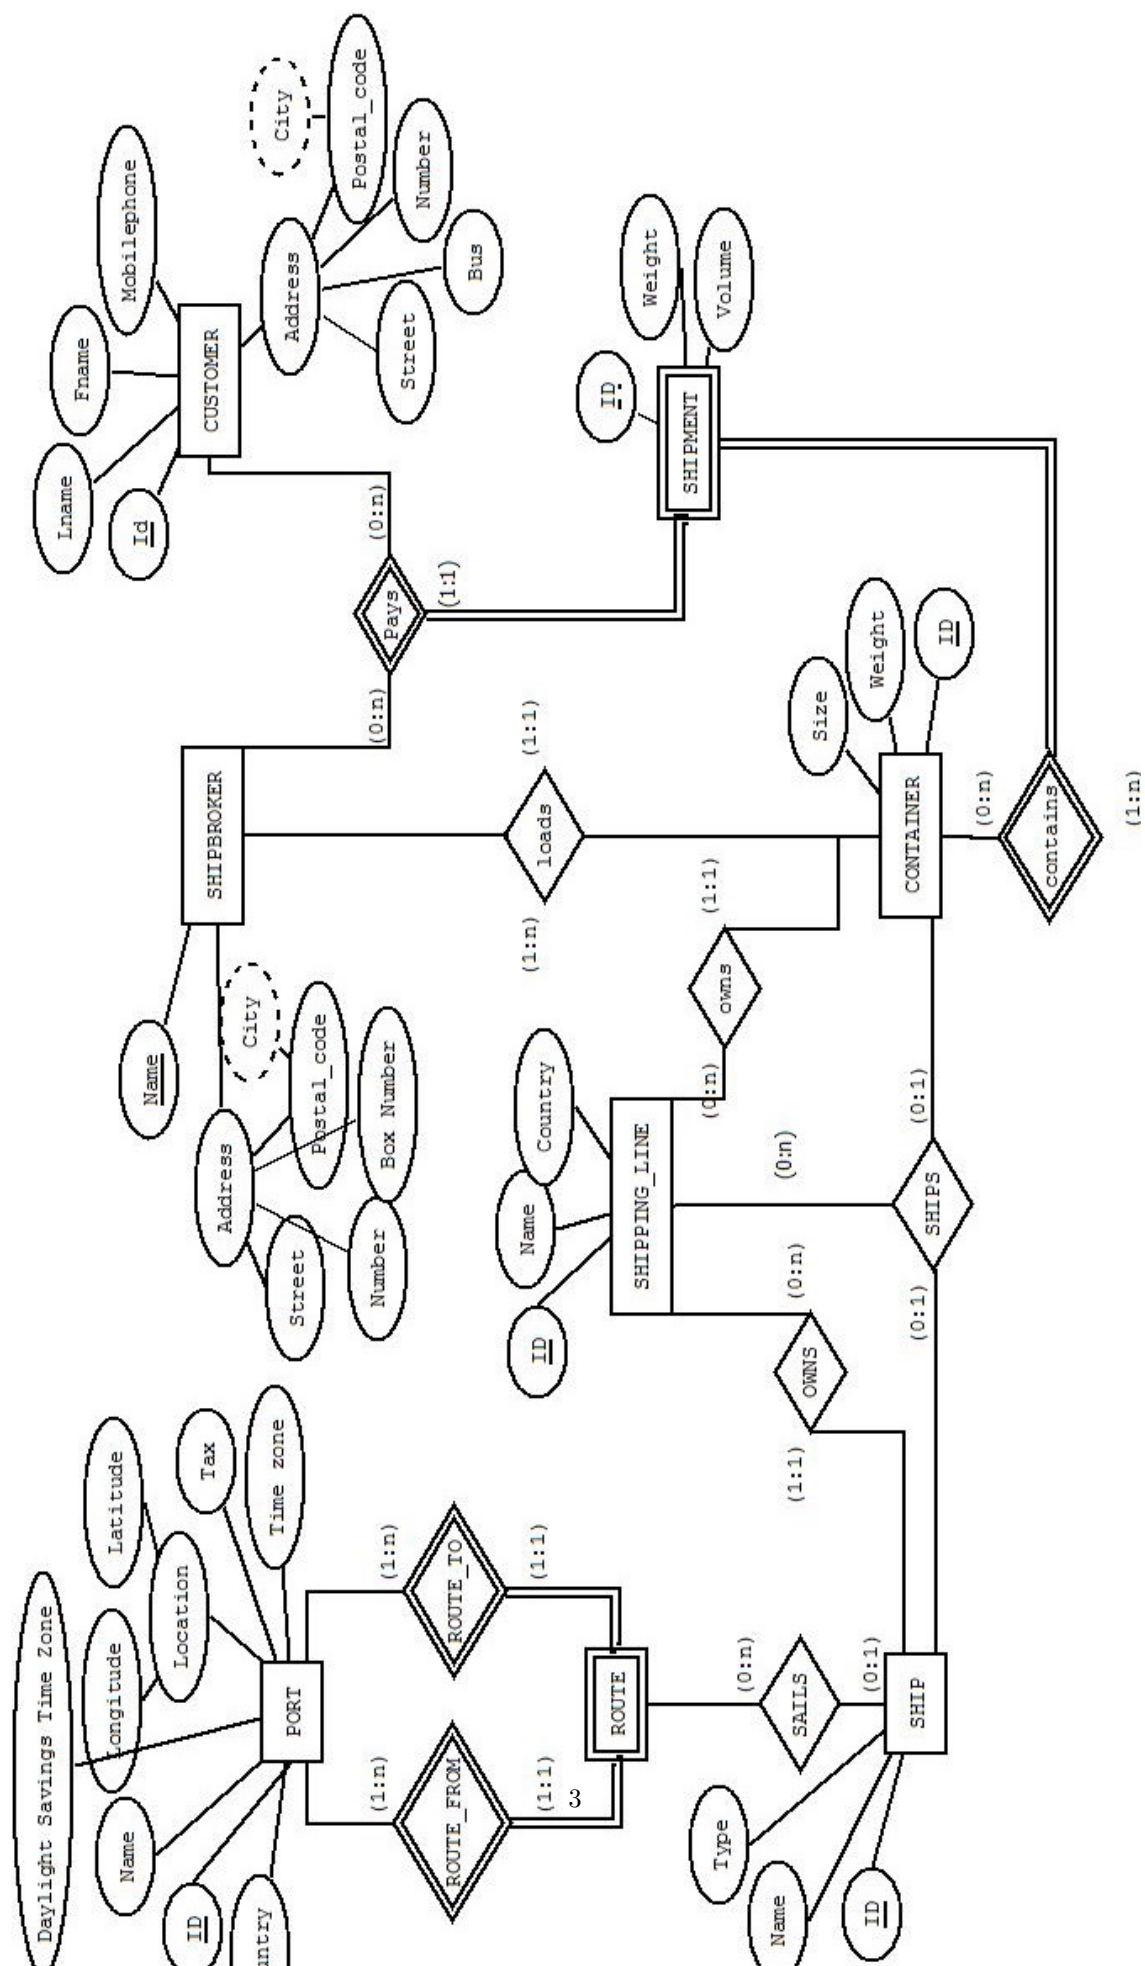 Daylight Savings Time Zone
Longitude
Latitude
Location
Tax
Time zone
Name
ID
untry
PORT
(1:n)
(1:n)
ROUTE_FROM
ROUTE_TO
(1:1)
(1:1)
3
ROUTE
(0:n)
SAILS
(0:1)
SHIP
Type
Name
ID
Name
SHIPBROKER
Address
City
Postal_code
Box Number
Number
Street
Lname
Fname
Mobilephone
Id
CUSTOMER
Address
City
Postal_code
Number
Bus
Street
(0:n)
(0:n)
Pays
(1:1)
(1:n)
loads
(1:1)
ID
Weight
Volume
SHIPMENT
ID
Name
Country
SHIPPING_LINE
(0:n)
owns
(1:1)
(0:n)
(0:n)
OWNS
(1:1)
(0:1)
SHIPS
(0:1)
Size
Weight
ID
CONTAINER
(0:n)
contains
(1:n)